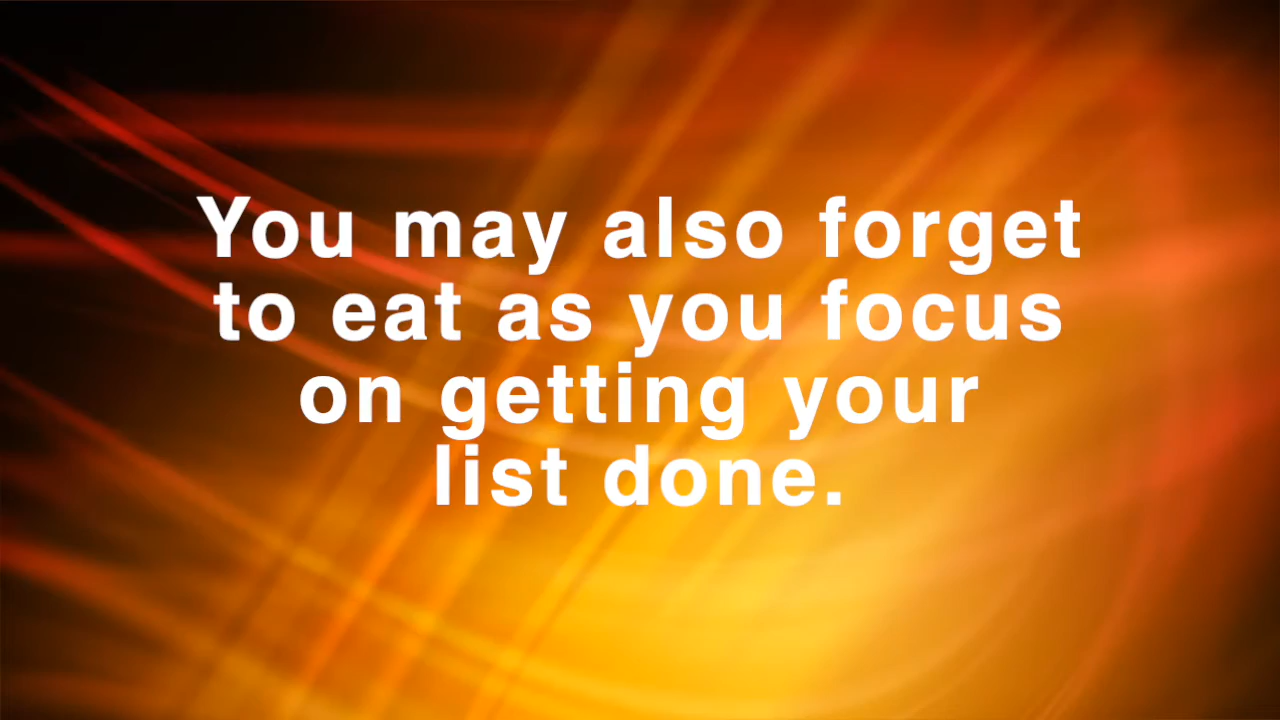 You may also forget
to eat as you focus
on getting your
list done.